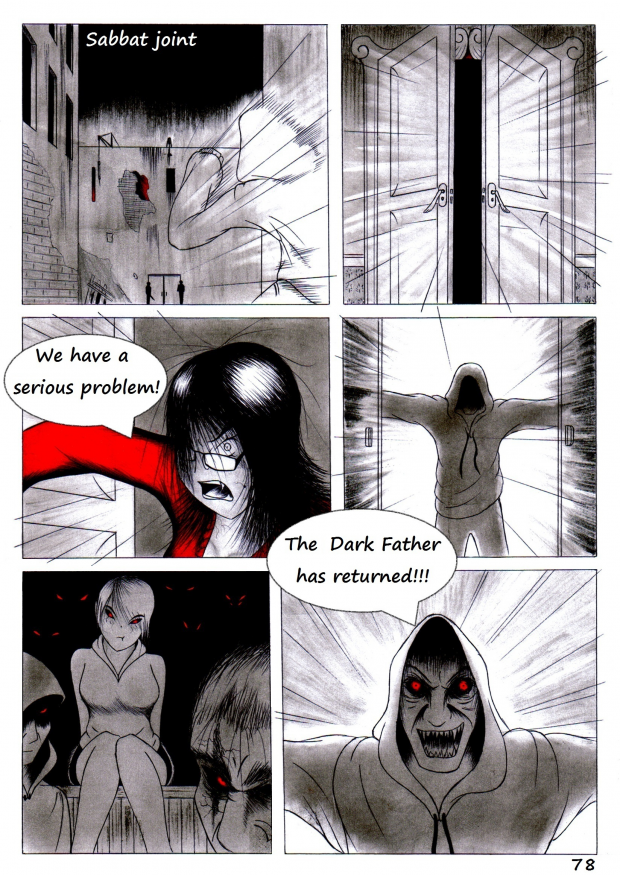 Sabbat joint
We have a
serious problem!
The Dark Father
has returned!!!
78